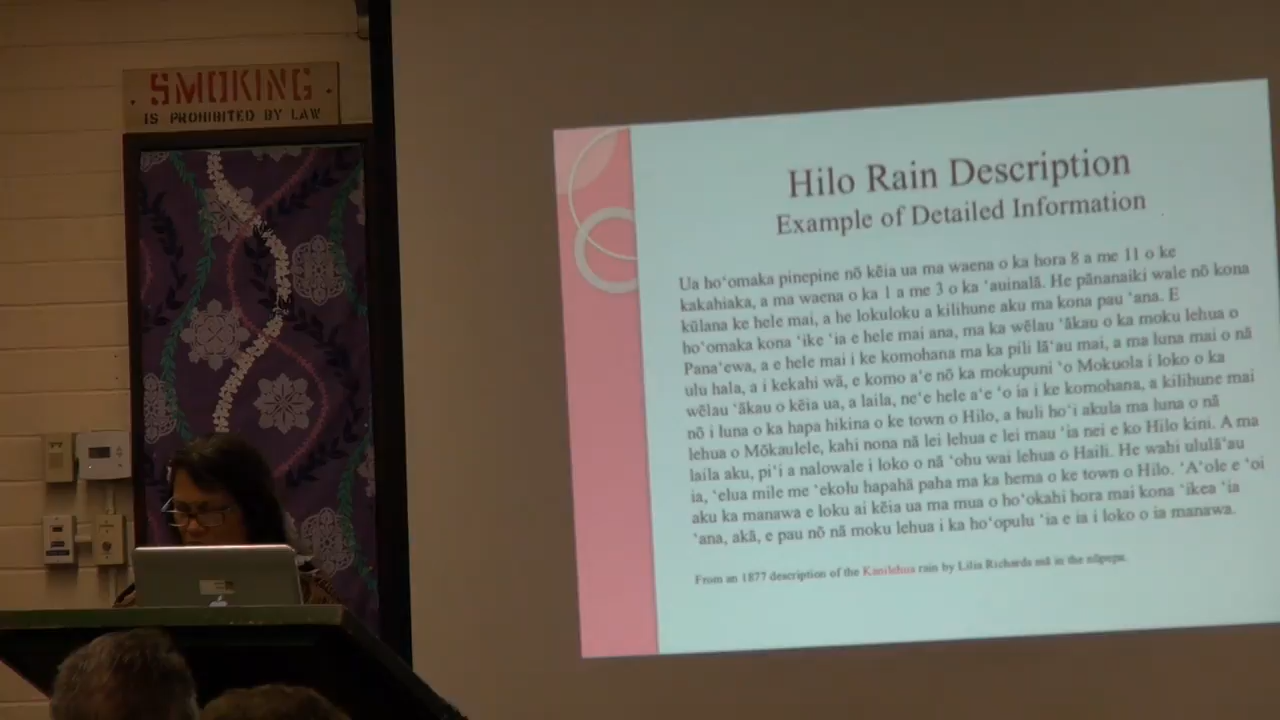 SMOKING
IS PROHIBITED BY LAW
Hilo Rain Description
Example of Detailed Information
Ua hoʻomaka pinepine nō kēia ua ma waena o ka hora 8 a me 11 o ke
kakahiaka, a ma waena o ka 1 a me 3 o ka ʻauinalā. He pānanaiki wale nō kona
kūlana ke hele mai, a he lokuloku a kilihune aku ma kona pau ʻana. E
hoʻomaka kona ʻike ʻia e hele mai ana, ma ka wēlau ʻākau o ka moku lehua o
Panaʻewa, a e hele mai i ke komohana ma ka pili lāʻau mai, a ma luna mai o nā
ulu hala, a i kekahi wā, e komo aʻe nō ka mokupuni ʻo Mokuola i loko o ka
wēlau ʻākau o kēia ua, a laila, neʻe hele aʻe ʻo ia i ke komohana, a kilihune mai
nō i luna o ka hapa hikina o ke town o Hilo, a huli hoʻi akula ma luna o nā
lehua o Mōkaulele, kahi nona nā lei lehua e lei mau ʻia nei e ko Hilo kini. A ma
laila aku, piʻi a nalowale i loko o nā ʻohu wai lehua o Haili. He wahi ululāʻau
ia, ʻelua mile me ʻekolu hapahā paha ma ka hema o ke town o Hilo. ʻAʻole e ʻoi
aku ka manawa e loku ai kēia ua ma mua o hoʻokahi hora mai kona ʻikea ʻia
ʻana, akā, e pau nō nā moku lehua i ka hoʻopulu ʻia e ia i loko o ia manawa.
From an 1877 description of the Kanilehua rain by Lilia Richards mā in the nūpepa.